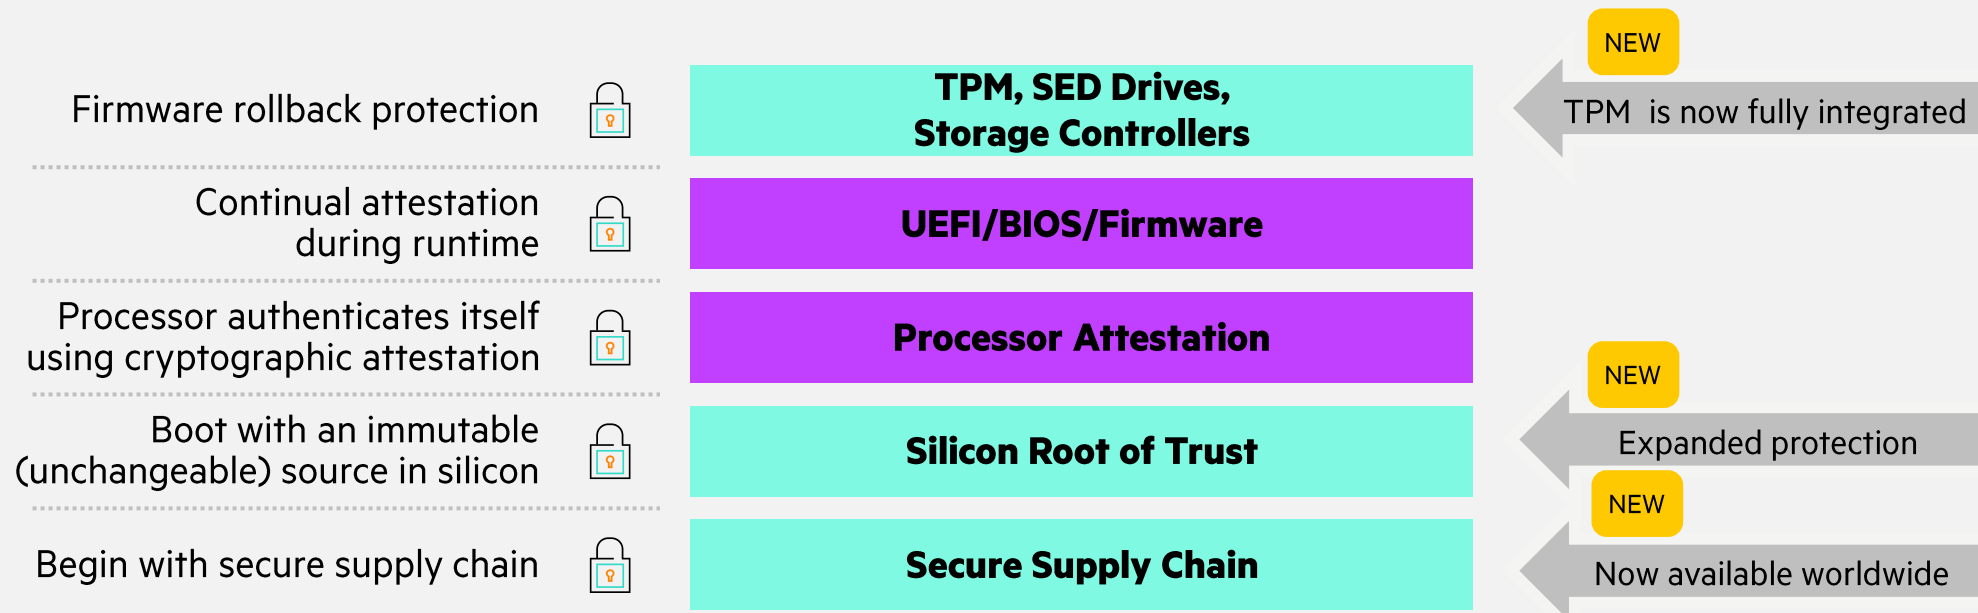 NEW
Firmware rollback protection
TPM, SED Drives,
Storage Controllers
TPM is now fully integrated
Continual attestation
during runtime
UEFI/BIOS/Firmware
Processor authenticates itself
using cryptographic attestation
Processor Attestation
NEW
Boot with an immutable
(unchangeable) source in silicon
Silicon Root of Trust
Expanded protection
NEW
Begin with secure supply chain
Secure Supply Chain
Now available worldwide